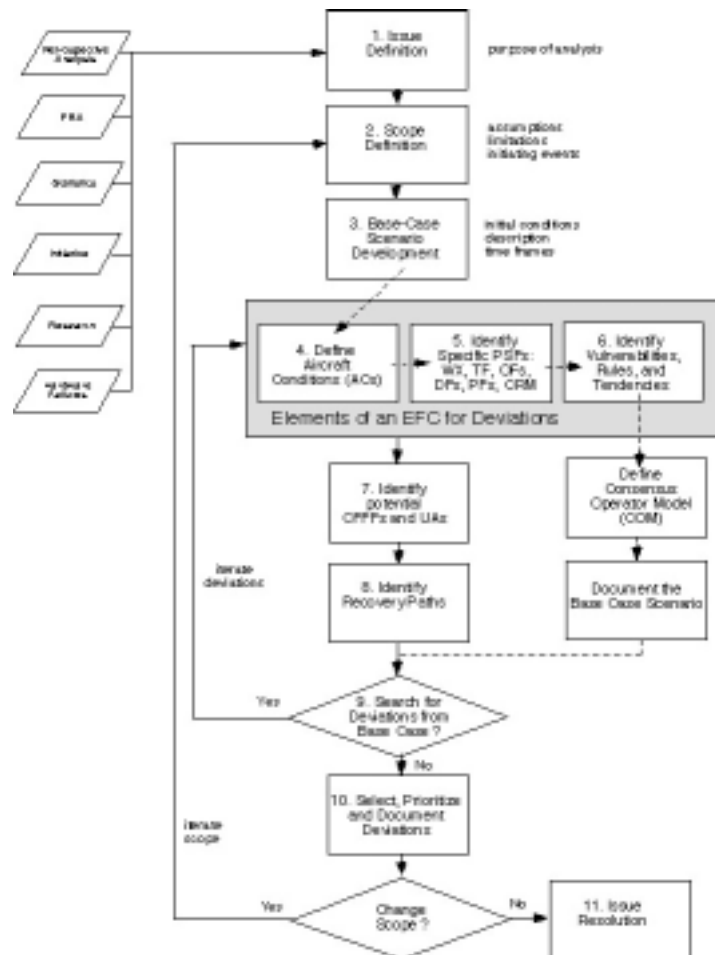 Analysis
PRA
1. Issue
Definition
purpose of analysis
2. Scope
Definition
assumptions
limitations
initiating events
3. Base-Case
Scenario
Development
initial conditions
description
time frames
4. Define
Aircraft
Conditions (ACs)
5. Identify
Specific PSFs:
WX, TF, OFs,
DFs, PFs, CRM
6. Identify
Vulnerabilities,
Rules, and
Tendencies
Elements of an EFC for Deviations
7. Identify
potential
and UAs
Define
Consensus
Operator Model
(COM)
iterate
deviations
8. Identify
Recovery Paths
Document the
Base Case Scenario
Yes
9. Search for
Deviations from
Base Case ?
No
10. Select, Prioritize
and Document
Deviations
iterate
scope
Yes
Change
Scope ?
No
11. Issue
Resolution